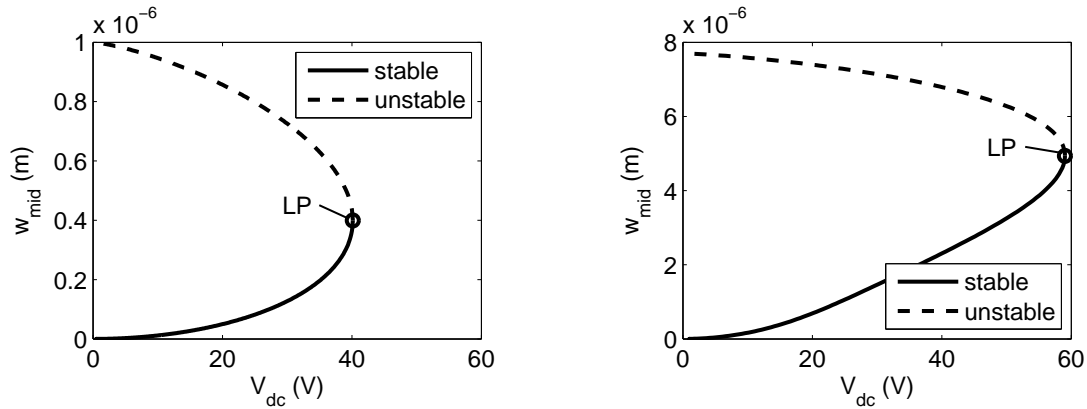 x 10⁻⁶
1
0.8
0.6
0.4
0.2
0
0 20 40 60
V_dc (V)
w_mid (m)
LP
stable
unstable
x 10⁻⁶
8
6
4
2
0
0 20 40 60
V_dc (V)
w_mid (m)
LP
stable
unstable